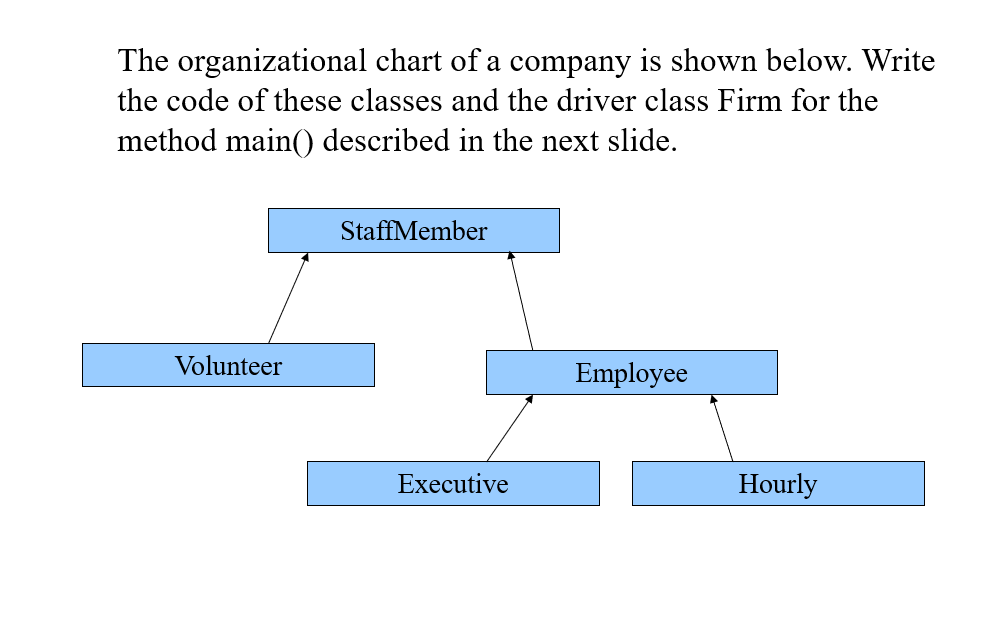 The organizational chart of a company is shown below. Write
the code of these classes and the driver class Firm for the
method main() described in the next slide.
StaffMember
Volunteer
Employee
Executive
Hourly